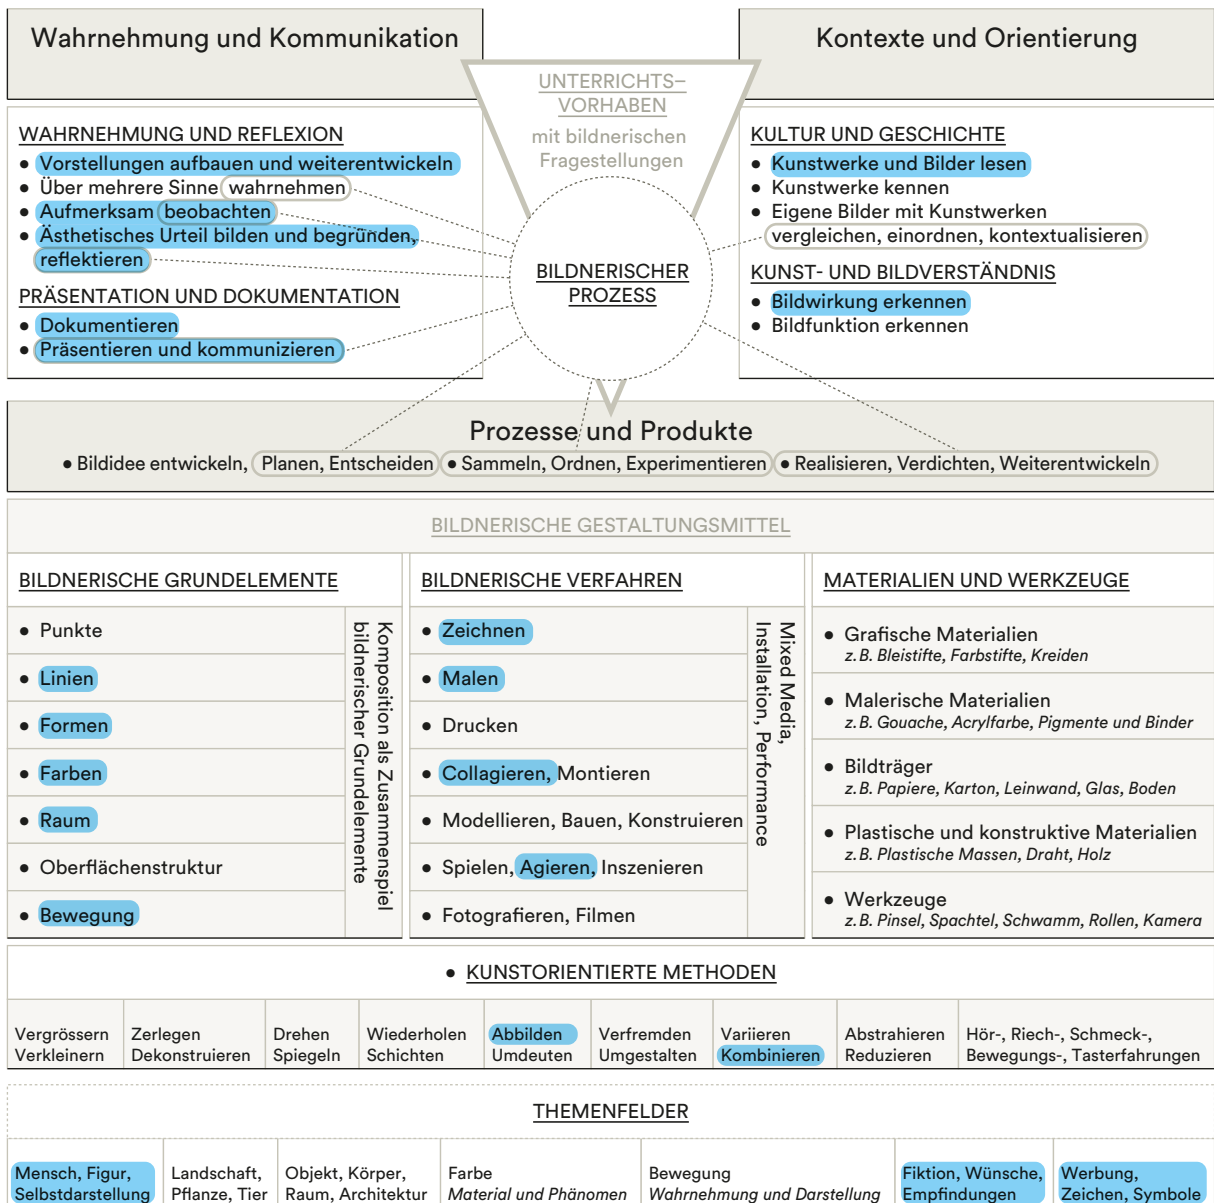 Wahrnehmung und Kommunikation
Kontexte und Orientierung
UNTERRICHTS–
VORHABEN
mit bildnerischen
Fragestellungen
WAHRNEHMUNG UND REFLEXION
• Vorstellungen aufbauen und weiterentwickeln
• Über mehrere Sinne wahrnehmen
• Aufmerksam beobachten
• Ästhetisches Urteil bilden und begründen,
reflektieren
PRÄSENTATION UND DOKUMENTATION
• Dokumentieren
• Präsentieren und kommunizieren
BILDNERISCHER
PROZESS
KULTUR UND GESCHICHTE
• Kunstwerke und Bilder lesen
• Kunstwerke kennen
• Eigene Bilder mit Kunstwerken
vergleichen, einordnen, kontextualisieren
KUNST- UND BILDVERSTÄNDNIS
• Bildwirkung erkennen
• Bildfunktion erkennen
Prozesse und Produkte
• Bildidee entwickeln, Planen, Entscheiden • Sammeln, Ordnen, Experimentieren • Realisieren, Verdichten, Weiterentwickeln
BILDNERISCHE GESTALTUNGSMITTEL
BILDNERISCHE GRUNDELEMENTE
• Punkte
• Linien
• Formen
• Farben
• Raum
• Oberflächenstruktur
• Bewegung
Komposition als Zusammenspiel
bildnerischer Grundelemente
BILDNERISCHE VERFAHREN
• Zeichnen
• Malen
• Drucken
• Collagieren, Montieren
• Modellieren, Bauen, Konstruieren
• Spielen, Agieren, Inszenieren
• Fotografieren, Filmen
Mixed Media,
Installation, Performance
MATERIALIEN UND WERKZEUGE
• Grafische Materialien
z. B. Bleistifte, Farbstifte, Kreiden
• Malerische Materialien
z. B. Gouache, Acrylfarbe, Pigmente und Binder
• Bildträger
z. B. Papiere, Karton, Leinwand, Glas, Boden
• Plastische und konstruktive Materialien
z. B. Plastische Massen, Draht, Holz
• Werkzeuge
z. B. Pinsel, Spachtel, Schwamm, Rollen, Kamera
• KUNSTORIENTIERTE METHODEN
Vergrössern
Verkleinern
Zerlegen
Dekonstruieren
Drehen
Spiegeln
Wiederholen
Schichten
Abbilden
Umdeuten
Verfremden
Umgestalten
Variieren
Kombinieren
Abstrahieren
Reduzieren
Hör-, Riech-, Schmeck-,
Bewegungs-, Tasterfahrungen
THEMENFELDER
Mensch, Figur,
Selbstdarstellung
Landschaft,
Pflanze, Tier
Objekt, Körper,
Raum, Architektur
Farbe
Material und Phänomen
Bewegung
Wahrnehmung und Darstellung
Fiktion, Wünsche,
Empfindungen
Werbung,
Zeichen, Symbole